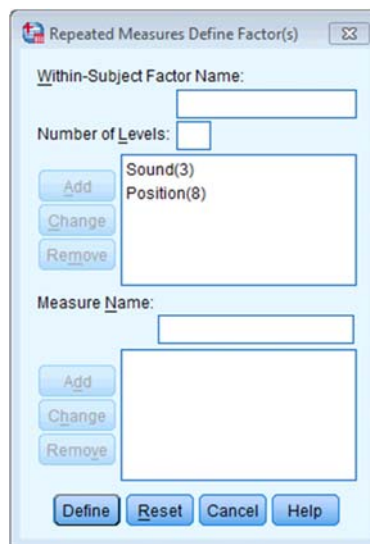 Repeated Measures Define Factor(s)
Within-Subject Factor Name:
Number of Levels:
Add
Change
Remove
Sound(3)
Position(8)
Measure Name:
Add
Change
Remove
Define Reset Cancel Help